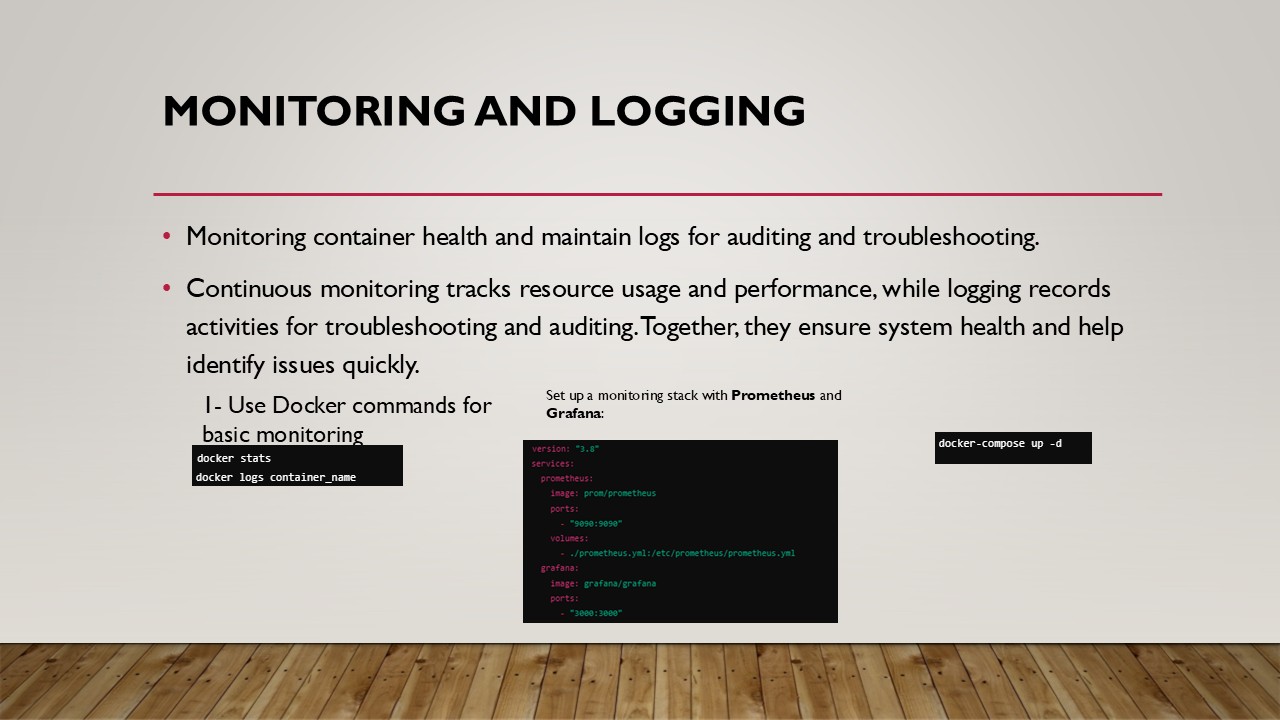 MONITORING AND LOGGING
• Monitoring container health and maintain logs for auditing and troubleshooting.
• Continuous monitoring tracks resource usage and performance, while logging records
activities for troubleshooting and auditing. Together, they ensure system health and help
identify issues quickly.
1- Use Docker commands for
basic monitoring
docker stats
docker logs container_name
Set up a monitoring stack with Prometheus and
Grafana:
version: "3.8"
services:
  prometheus:
    image: prom/prometheus
    ports:
      - "9090:9090"
    volumes:
      - ./prometheus.yml:/etc/prometheus/prometheus.yml
  grafana:
    image: grafana/grafana
    ports:
      - "3000:3000"
docker-compose up -d